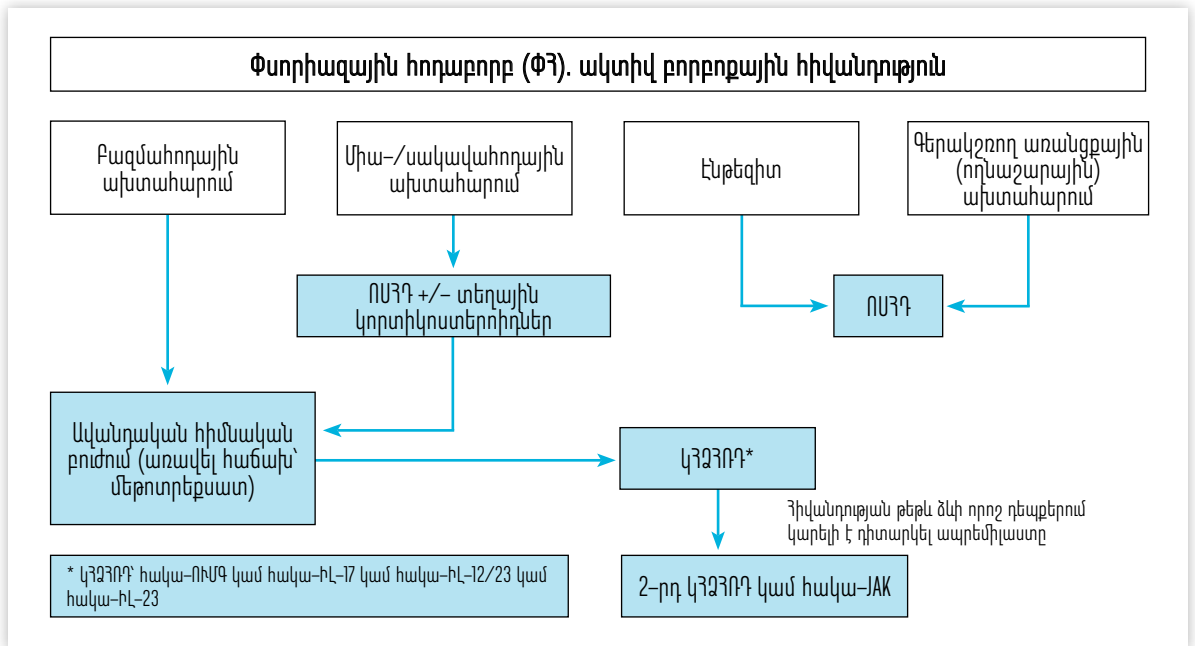 Փսորիազային հոդաբորբ (ՓՀ). ակտիվ բորբոքային հիվանդություն
Բազմահոդային
ախտահարում
Միա–/սակավահոդային
ախտահարում
Էնթեզիտ
Գերակշռող առանցքային
(ողնաշարային)
ախտահարում
ՈՍՀԴ +/– տեղային
կորտիկոստերոիդներ
ՈՍՀԴ
Ավանդական հիմնական
բուժում (առավել հաճախ՝
մեթոտրեքսատ)
ԿՀՁՀՌԴ*
Հիվանդության թեթև ձևի որոշ դեպքերում
կարելի է դիտարկել ապրեմիլաստը
* ԿՀՁՀՌԴ՝ հակա–ՈՒՄԳ կամ հակա–ԻԼ–17 կամ հակա–ԻԼ–12/23 կամ
հակա–ԻԼ–23
2–րդ ԿՀՁՀՌԴ կամ հակա–JAK